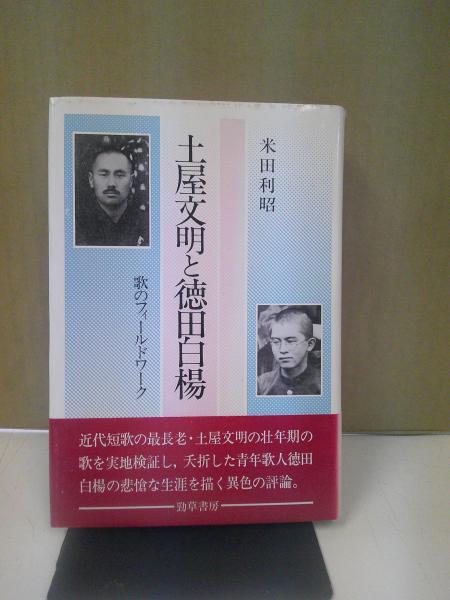 米田利昭
土屋文明と徳田白楊
歌のフィールドワーク
近代短歌の最長老・土屋文明の壮年期の
歌を実地検証し，夭折した青年歌人徳田
白楊の悲愴な生涯を描く異色の評論。
勁草書房